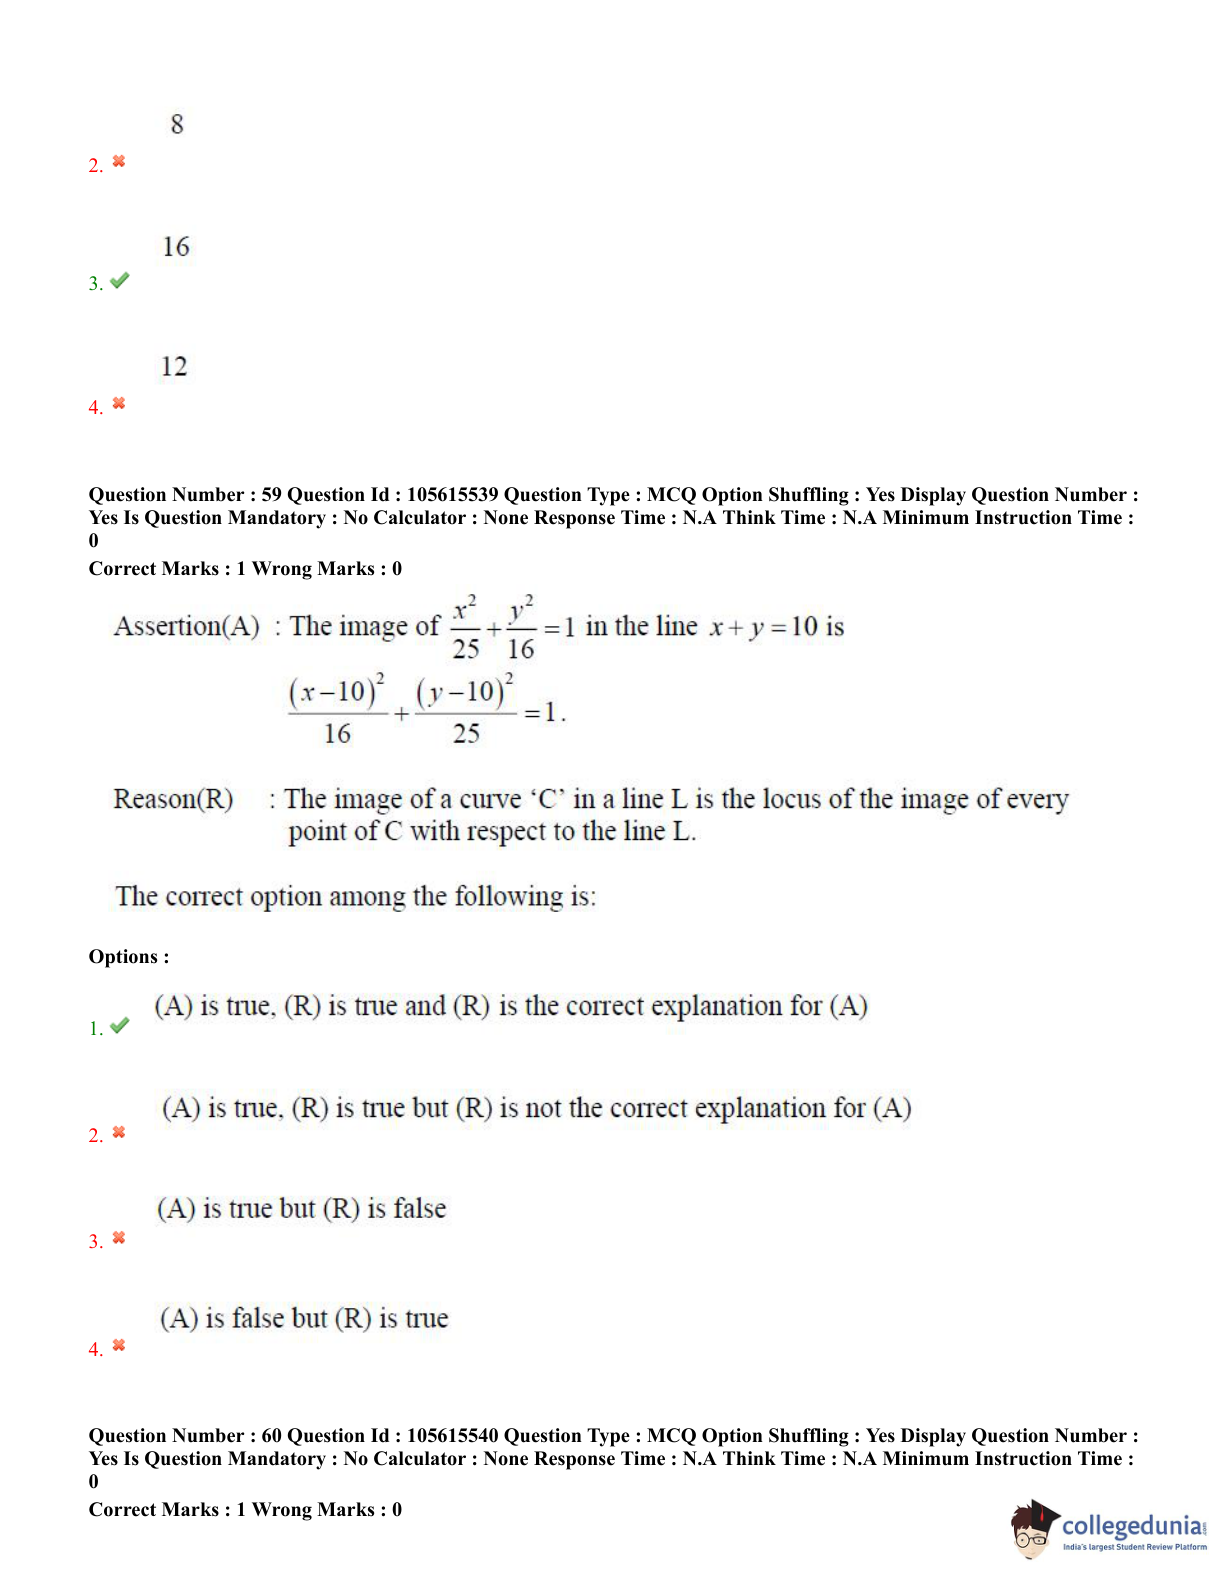 8
2.
16
3.
12
4.
Question Number : 59 Question Id : 105615539 Question Type : MCQ Option Shuffling : Yes Display Question Number :
Yes Is Question Mandatory : No Calculator : None Response Time : N.A Think Time : N.A Minimum Instruction Time :
0
Correct Marks : 1 Wrong Marks : 0
Assertion(A) : The image of x²/25 + y²/16 = 1 in the line x + y = 10 is
(x−10)²/16 + (y−10)²/25 = 1.
Reason(R) : The image of a curve ‘C’ in a line L is the locus of the image of every
point of C with respect to the line L.
The correct option among the following is:
Options :
(A) is true, (R) is true and (R) is the correct explanation for (A)
1.
(A) is true, (R) is true but (R) is not the correct explanation for (A)
2.
(A) is true but (R) is false
3.
(A) is false but (R) is true
4.
Question Number : 60 Question Id : 105615540 Question Type : MCQ Option Shuffling : Yes Display Question Number :
Yes Is Question Mandatory : No Calculator : None Response Time : N.A Think Time : N.A Minimum Instruction Time :
0
Correct Marks : 1 Wrong Marks : 0
collegedunia.com
India's largest Student Review Platform